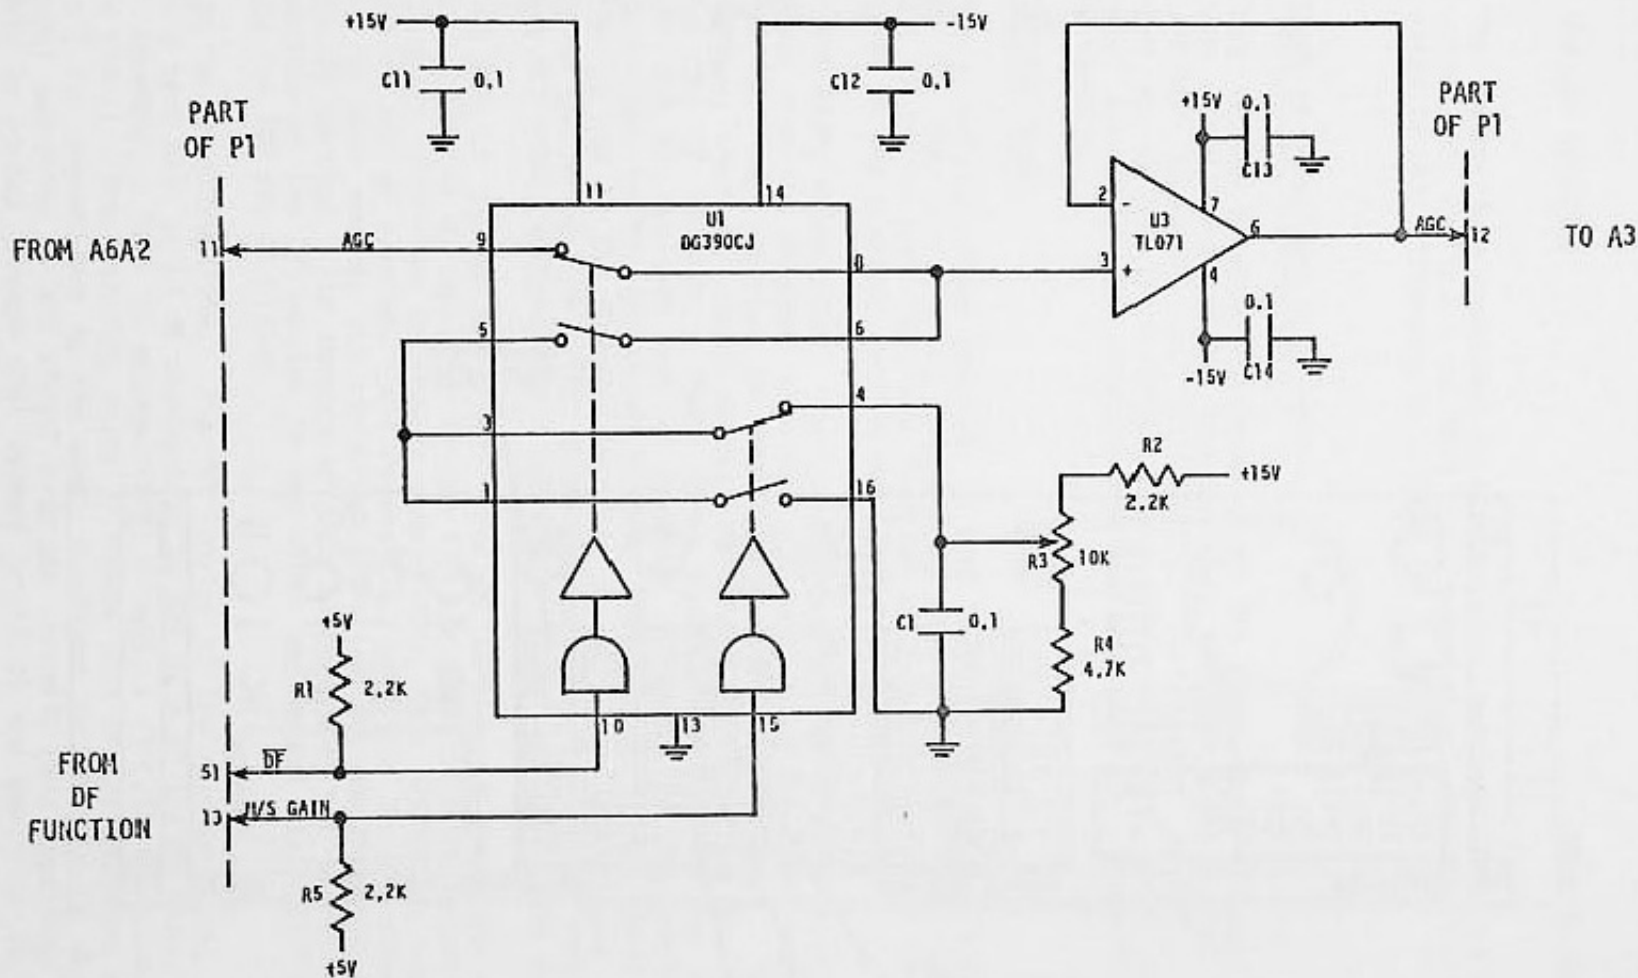 +15V
-15V
C11 0.1
C12 0.1
+15V 0.1
C13
PART
OF P1
PART
OF P1
11
14
U1
DG390CJ
2
-
7
U3
TL071
6
3
+
4
FROM A6A2
11
AGC
9
8
AGC
12
TO A3
0.1
-15V
C14
5
6
3
4
1
16
R2
2.2K
+15V
R3
10K
C1 0.1
R4
4.7K
+5V
R1 2.2K
10
13
15
FROM
DF
FUNCTION
51
DF
13
M/S GAIN
R5 2.2K
+5V